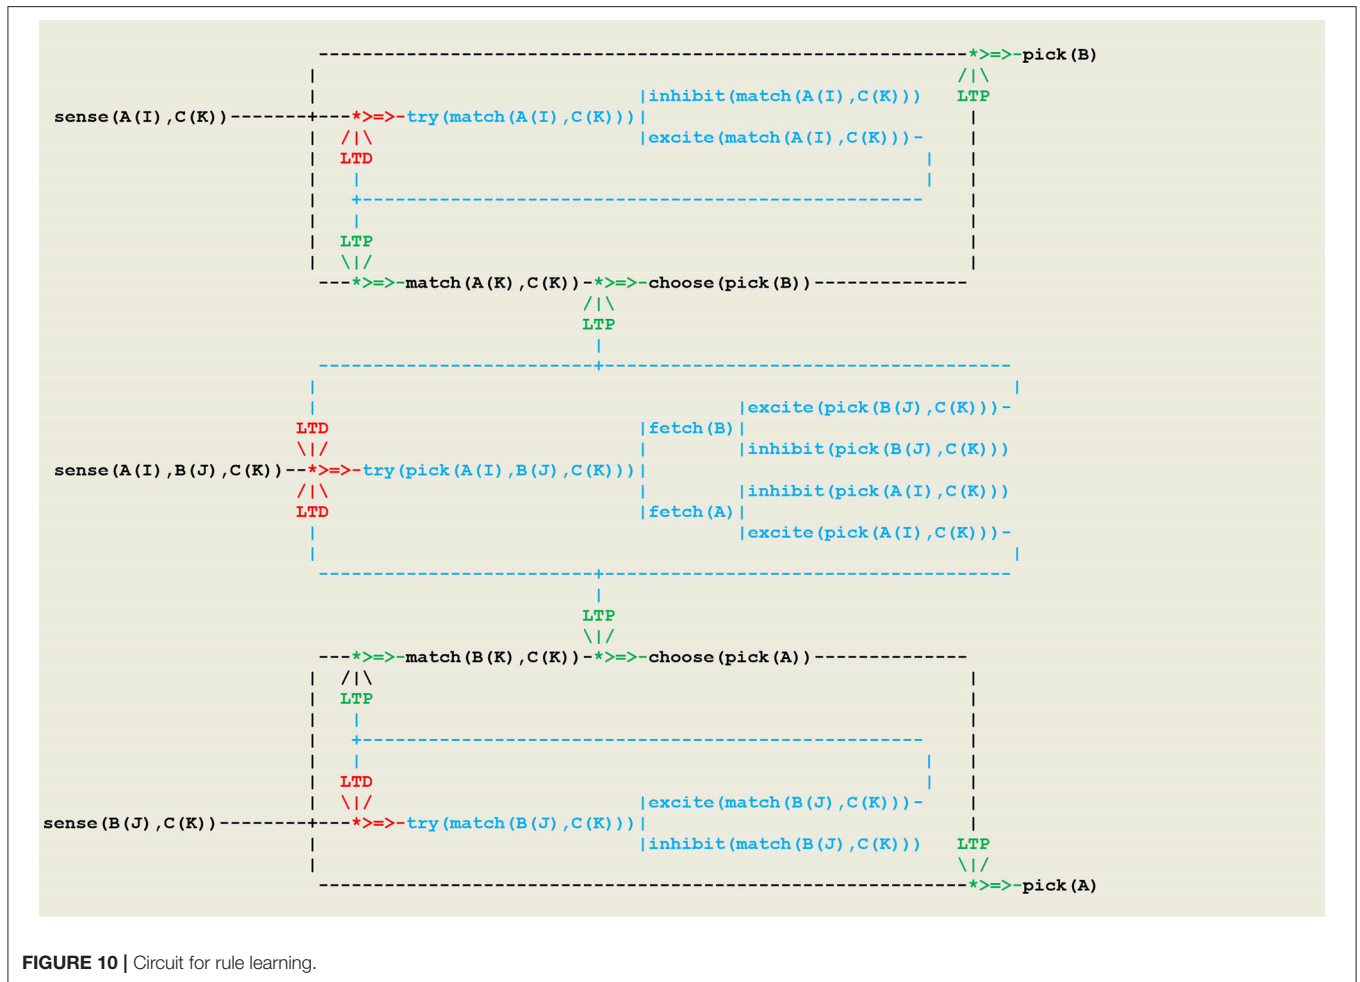 --------------------------------------------------------------*>=>-pick(B)
| /|\
| |inhibit(match(A(I),C(K))) LTP
sense(A(I),C(K))--------+---*>=>-try(match(A(I),C(K)))| |
| /|\ |excite(match(A(I),C(K)))- |
| LTD | |
| | | |
| +---------------------------------------------------- |
| | |
| LTP |
| \|/ |
---*>=>-match(A(K),C(K))-*>=>-choose(pick(B))--------------
/|\
LTP
|
--------------------------+--------------------------------------
| |
| |excite(pick(B(J),C(K)))-
LTD |fetch(B)|
\|/ | |inhibit(pick(B(J),C(K)))
sense(A(I),B(J),C(K))--*>=>-try(pick(A(I),B(J),C(K)))|
/|\ | |inhibit(pick(A(I),C(K)))
LTD |fetch(A)|
| |excite(pick(A(I),C(K)))-
| |
--------------------------+--------------------------------------
|
LTP
\|/
---*>=>-match(B(K),C(K))-*>=>-choose(pick(A))--------------
| /|\ |
| LTP |
| | |
| +---------------------------------------------------- |
| | | |
| LTD | |
| \|/ |excite(match(B(J),C(K)))- |
sense(B(J),C(K))--------+---*>=>-try(match(B(J),C(K)))| |
| |inhibit(match(B(J),C(K))) LTP
| \|/
--------------------------------------------------------------*>=>-pick(A)
FIGURE 10 | Circuit for rule learning.